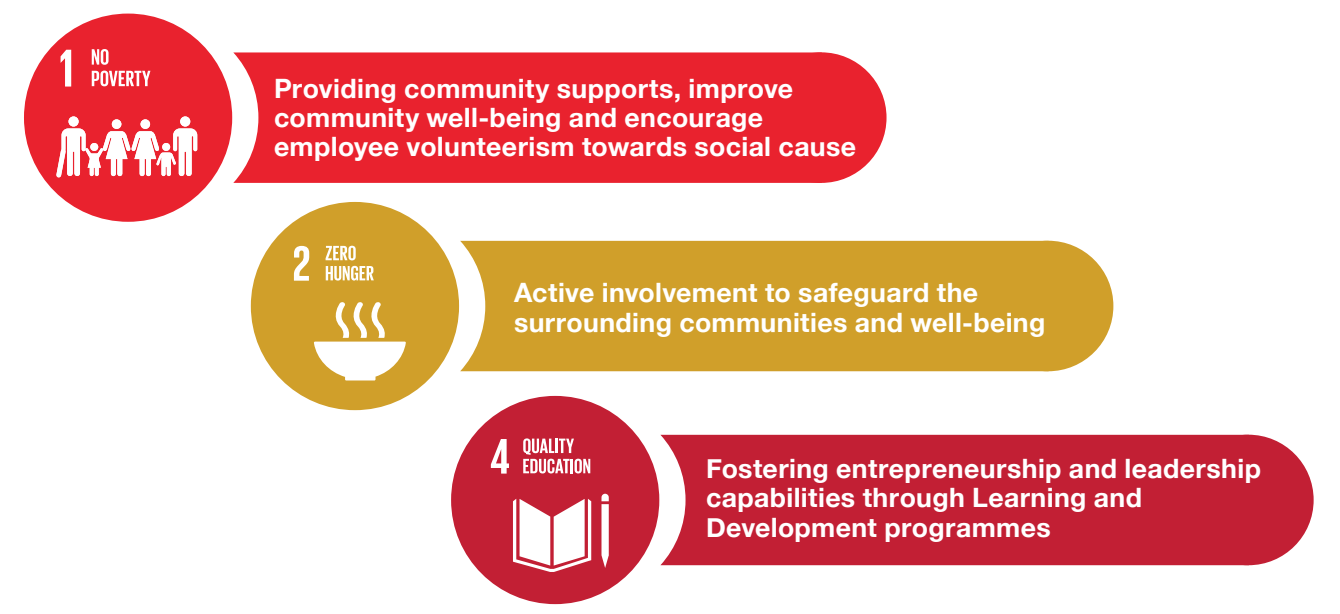 1 NO
POVERTY
Providing community supports, improve
community well-being and encourage
employee volunteerism towards social cause
2 ZERO
HUNGER
Active involvement to safeguard the
surrounding communities and well-being
4 QUALITY
EDUCATION
Fostering entrepreneurship and leadership
capabilities through Learning and
Development programmes